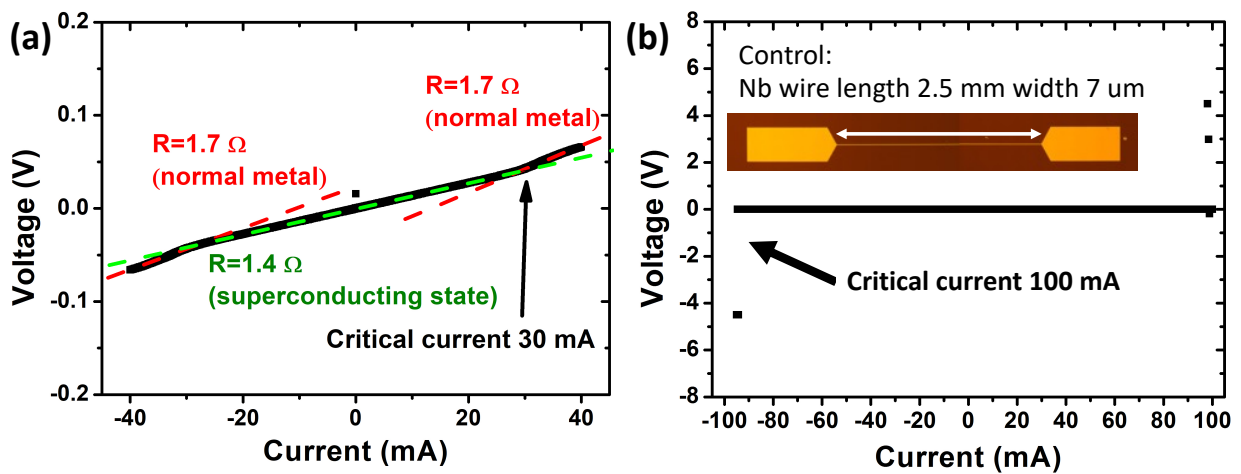 (a)
0.2
0.1
0.0
-0.1
-0.2
Voltage (V)
R=1.7 Ω
(normal metal)
R=1.7 Ω
(normal metal)
R=1.4 Ω
(superconducting state)
Critical current 30 mA
-40 -20 0 20 40
Current (mA)
(b)
8
6
4
2
0
-2
-4
-6
-8
Voltage (V)
Control:
Nb wire length 2.5 mm width 7 um
Critical current 100 mA
-100 -80 -60 -40 -20 0 20 40 60 80 100
Current (mA)